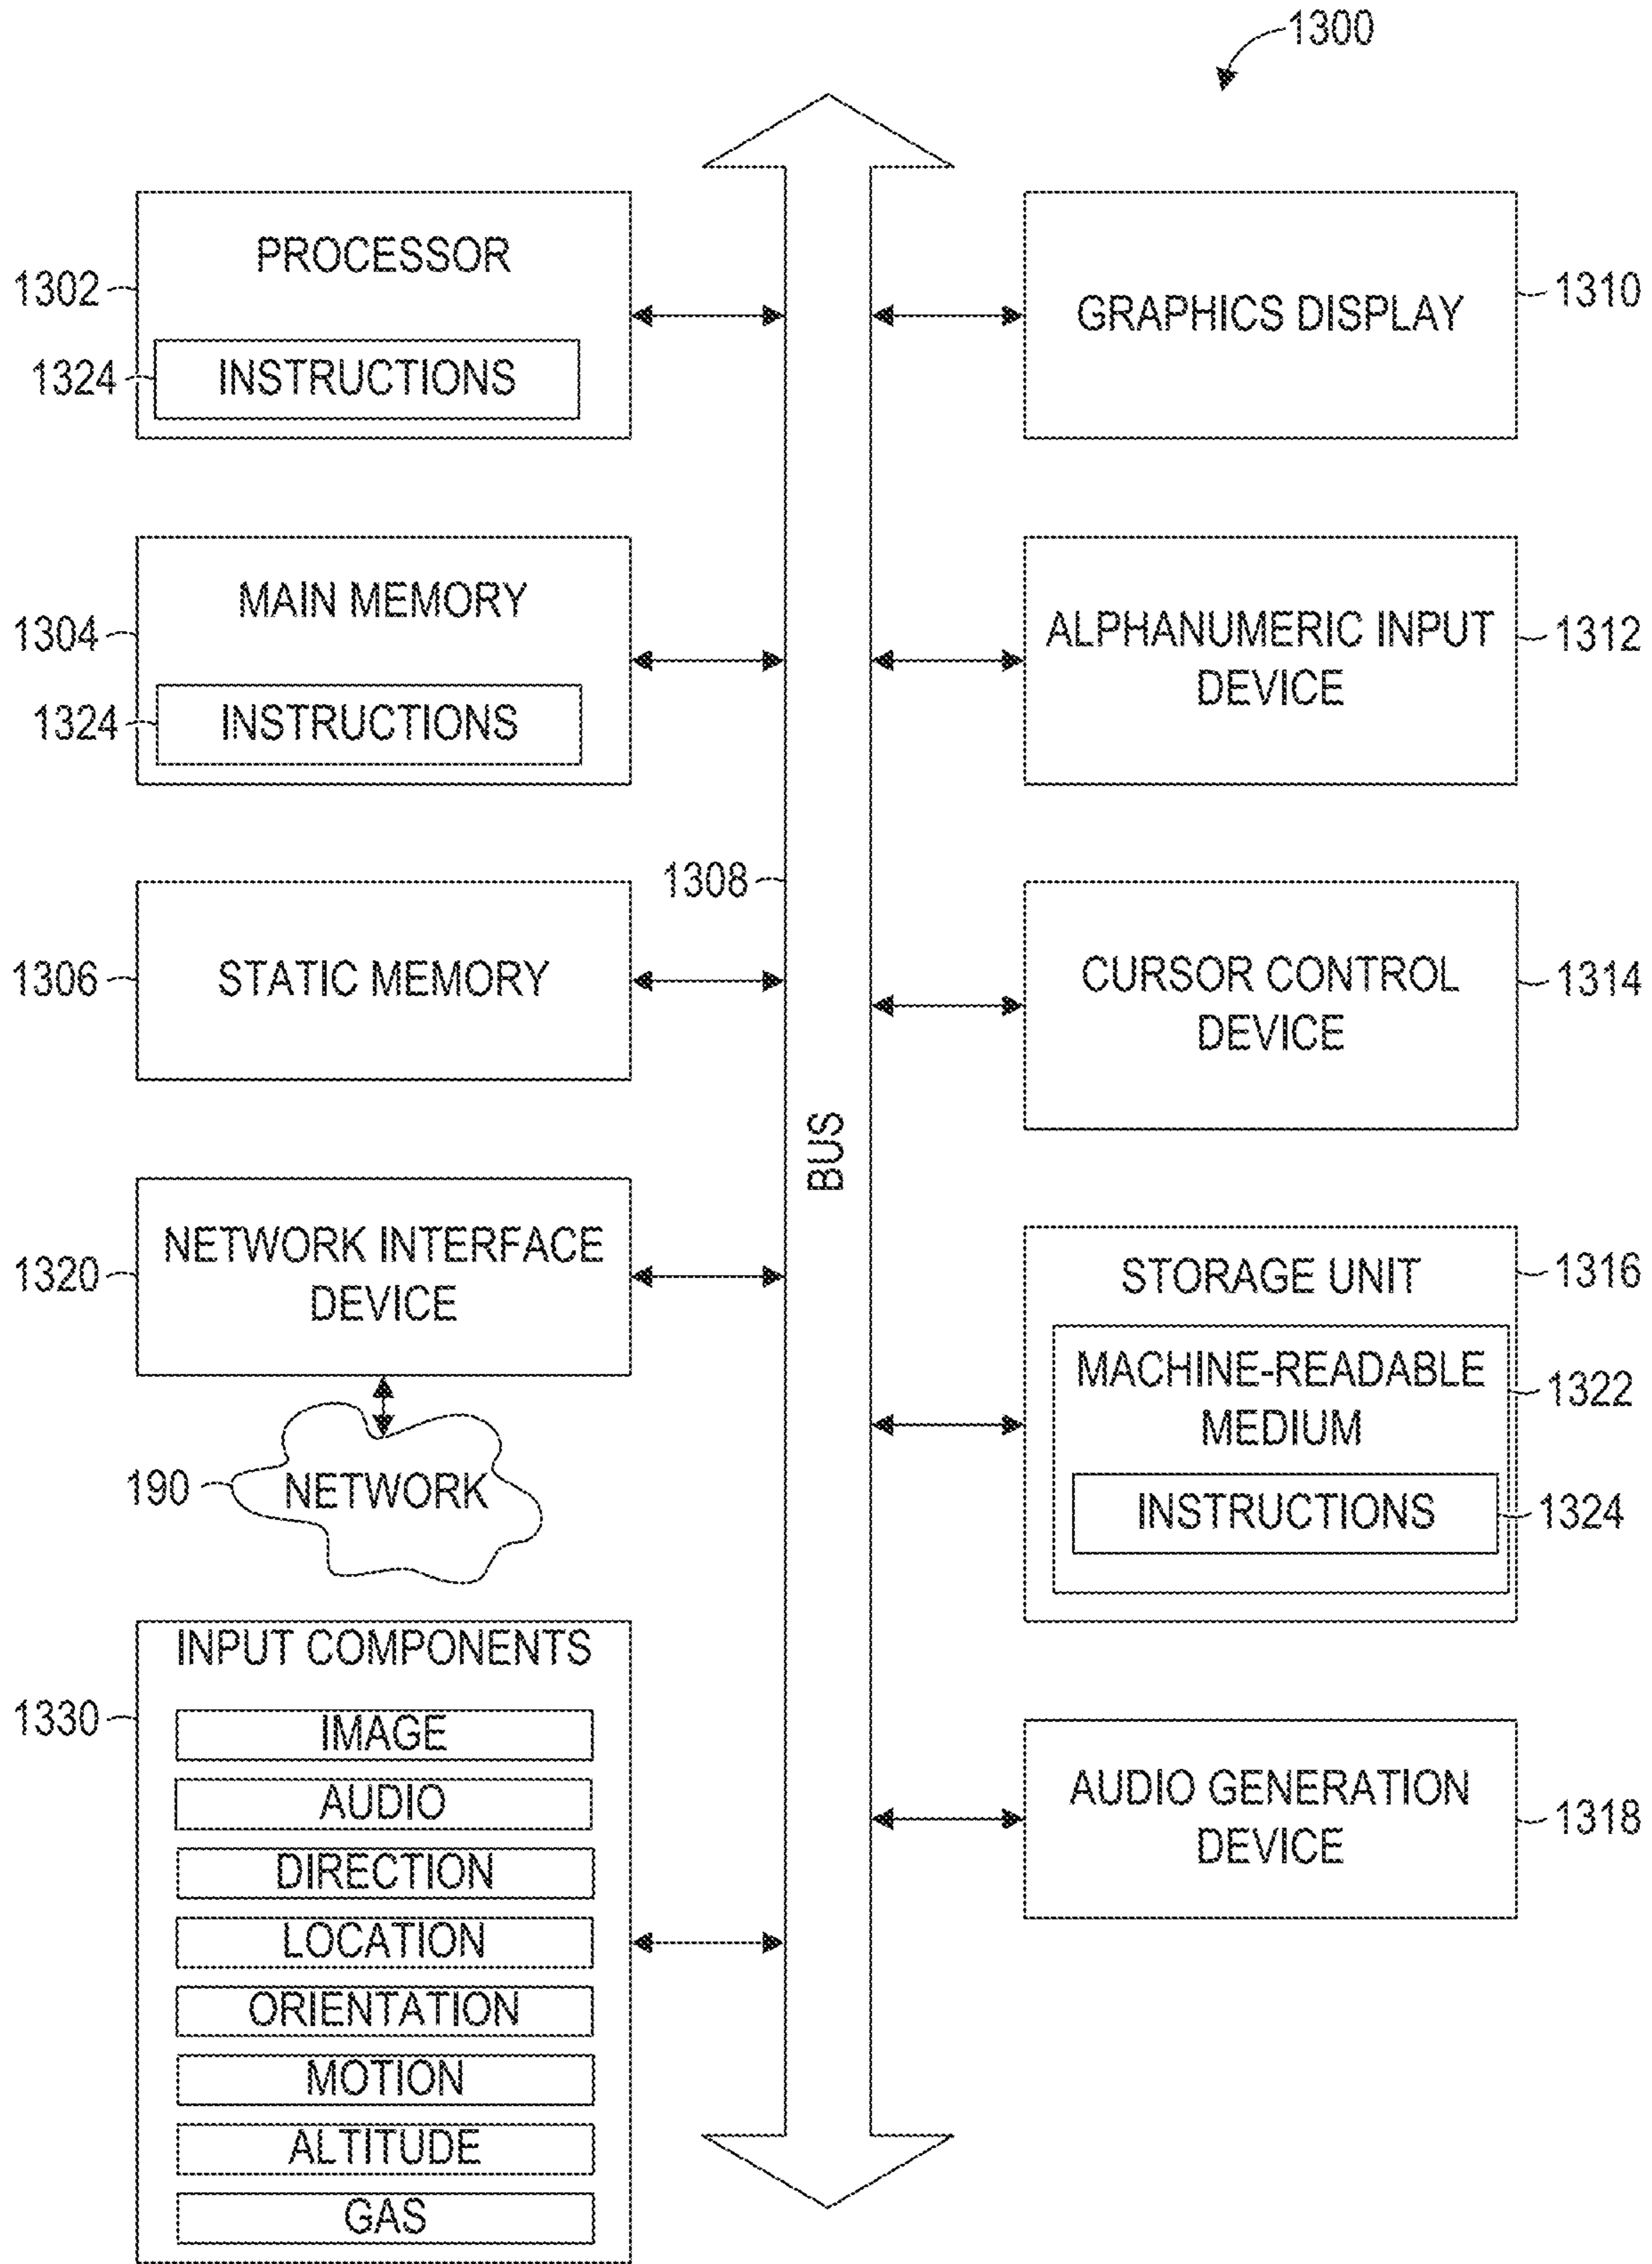 1300
PROCESSOR
1302
1324
INSTRUCTIONS
MAIN MEMORY
1304
1324
INSTRUCTIONS
1306
STATIC MEMORY
1320
NETWORK INTERFACE
DEVICE
190
NETWORK
INPUT COMPONENTS
1330
IMAGE
AUDIO
DIRECTION
LOCATION
ORIENTATION
MOTION
ALTITUDE
GAS
1308
BUS
GRAPHICS DISPLAY
1310
ALPHANUMERIC INPUT
DEVICE
1312
CURSOR CONTROL
DEVICE
1314
STORAGE UNIT
1316
MACHINE-READABLE
MEDIUM
1322
INSTRUCTIONS
1324
AUDIO GENERATION
DEVICE
1318